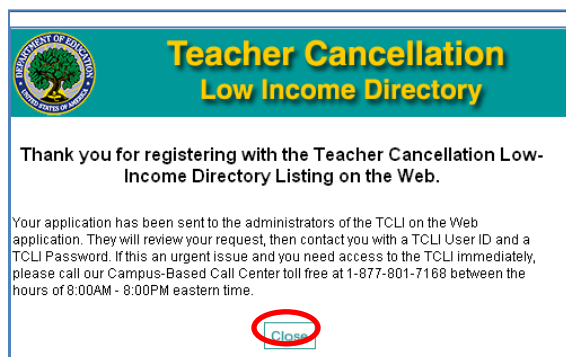 DEPARTMENT OF EDUCATION
UNITED STATES OF AMERICA
Teacher Cancellation
Low Income Directory
Thank you for registering with the Teacher Cancellation Low-
Income Directory Listing on the Web.
Your application has been sent to the administrators of the TCLI on the Web
application. They will review your request, then contact you with a TCLI User ID and a
TCLI Password. If this an urgent issue and you need access to the TCLI immediately,
please call our Campus-Based Call Center toll free at 1-877-801-7168 between the
hours of 8:00AM - 8:00PM eastern time.
Close